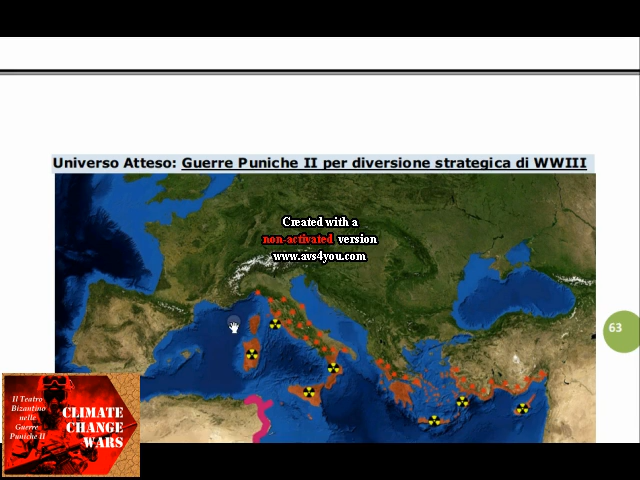 Universo Atteso: Guerre Puniche II per diversione strategica di WWIII
Created with a
non-activated version
www.avs4you.com
63
Il Teatro
Bizantino
nelle
Guerre
Puniche II
CLIMATE
CHANGE
WARS